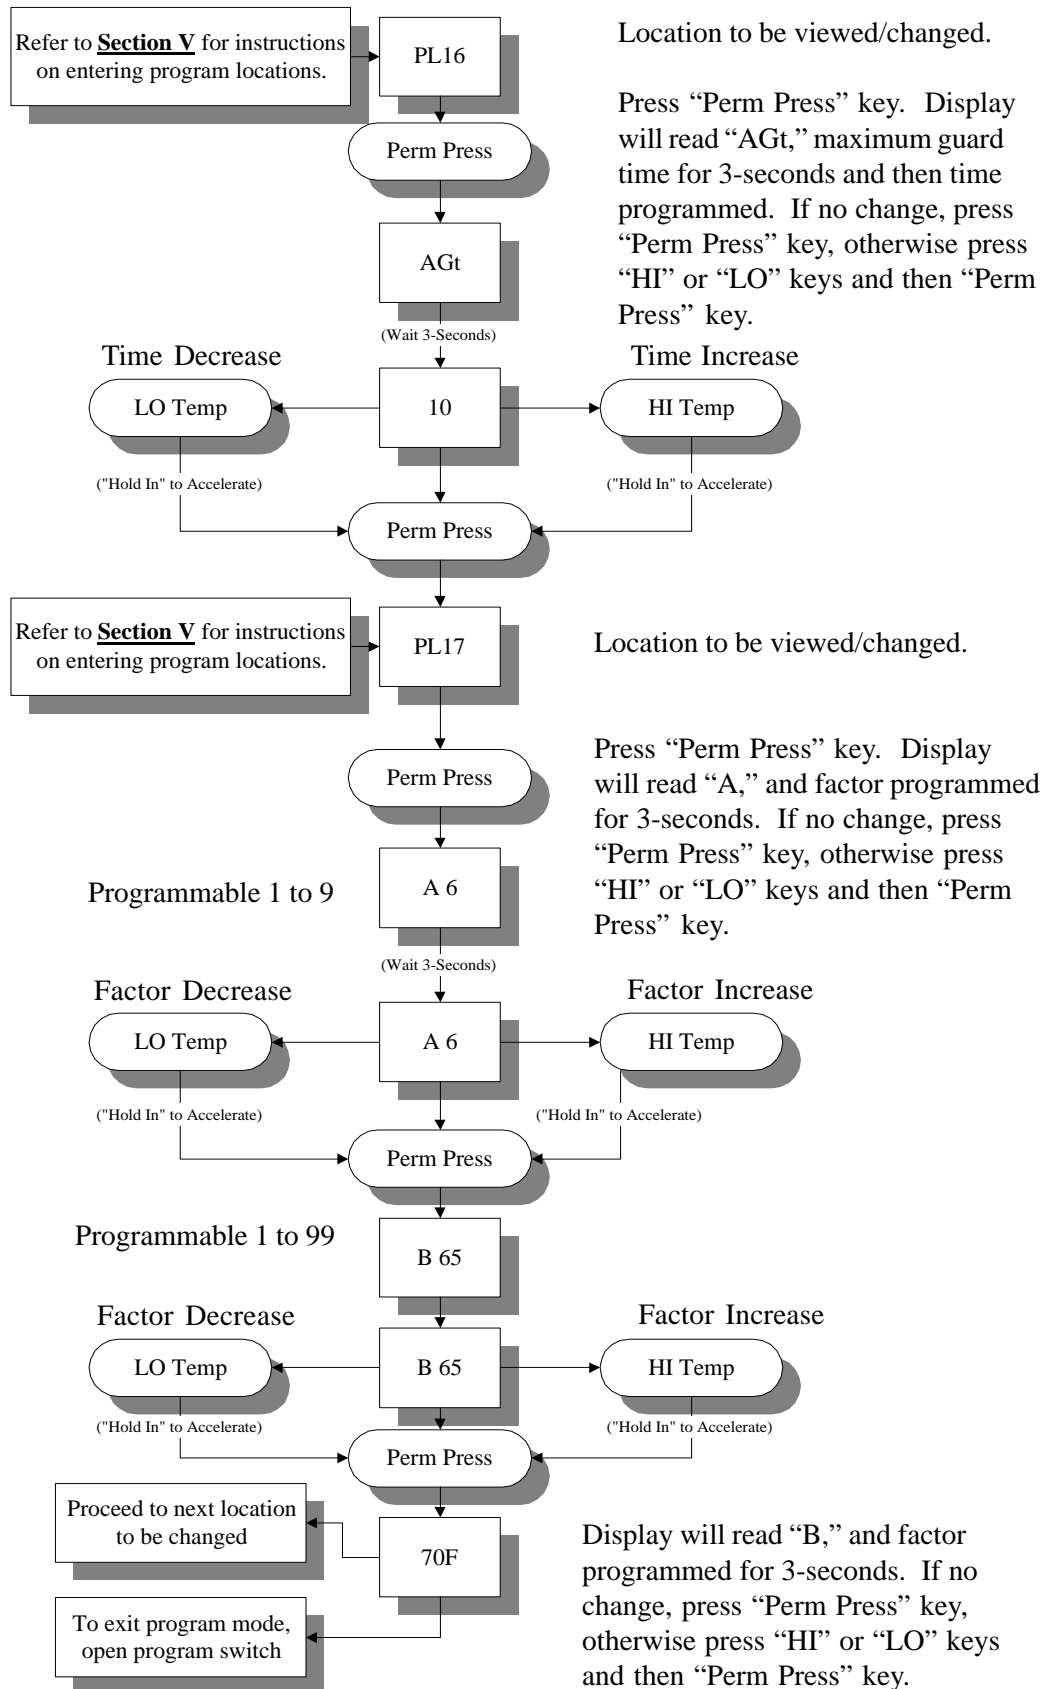 Refer to Section V for instructions
on entering program locations.
PL16
Location to be viewed/changed.
Press “Perm Press” key. Display
will read “AGt,” maximum guard
time for 3-seconds and then time
programmed. If no change, press
“Perm Press” key, otherwise press
“HI” or “LO” keys and then “Perm
Press” key.
Perm Press
AGt
(Wait 3-Seconds)
Time Decrease
Time Increase
LO Temp
10
HI Temp
("Hold In" to Accelerate)
("Hold In" to Accelerate)
Perm Press
Refer to Section V for instructions
on entering program locations.
PL17
Location to be viewed/changed.
Press “Perm Press” key. Display
will read “A,” and factor programmed
for 3-seconds. If no change, press
“Perm Press” key, otherwise press
“HI” or “LO” keys and then “Perm
Press” key.
Perm Press
Programmable 1 to 9
A 6
(Wait 3-Seconds)
Factor Decrease
Factor Increase
LO Temp
A 6
HI Temp
("Hold In" to Accelerate)
("Hold In" to Accelerate)
Perm Press
Programmable 1 to 99
B 65
Factor Decrease
Factor Increase
LO Temp
B 65
HI Temp
("Hold In" to Accelerate)
("Hold In" to Accelerate)
Perm Press
Proceed to next location
to be changed
70F
To exit program mode,
open program switch
Display will read “B,” and factor
programmed for 3-seconds. If no
change, press “Perm Press” key,
otherwise press “HI” or “LO” keys
and then “Perm Press” key.